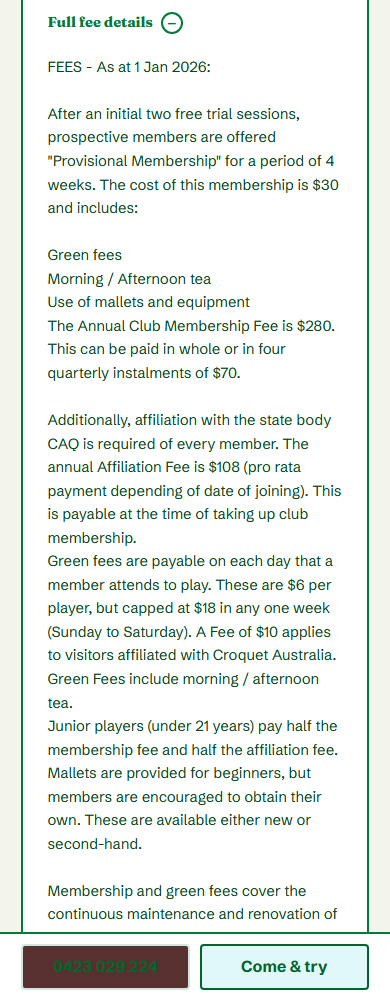 Full fee details
FEES - As at 1 Jan 2026:
After an initial two free trial sessions,
prospective members are offered
"Provisional Membership" for a period of 4
weeks. The cost of this membership is $30
and includes:
Green fees
Morning / Afternoon tea
Use of mallets and equipment
The Annual Club Membership Fee is $280.
This can be paid in whole or in four
quarterly instalments of $70.
Additionally, affiliation with the state body
CAQ is required of every member. The
annual Affiliation Fee is $108 (pro rata
payment depending of date of joining). This
is payable at the time of taking up club
membership.
Green fees are payable on each day that a
member attends to play. These are $6 per
player, but capped at $18 in any one week
(Sunday to Saturday). A Fee of $10 applies
to visitors affiliated with Croquet Australia.
Green Fees include morning / afternoon
tea.
Junior players (under 21 years) pay half the
membership fee and half the affiliation fee.
Mallets are provided for beginners, but
members are encouraged to obtain their
own. These are available either new or
second-hand.
Membership and green fees cover the
continuous maintenance and renovation of
0423 029 224
Come & try